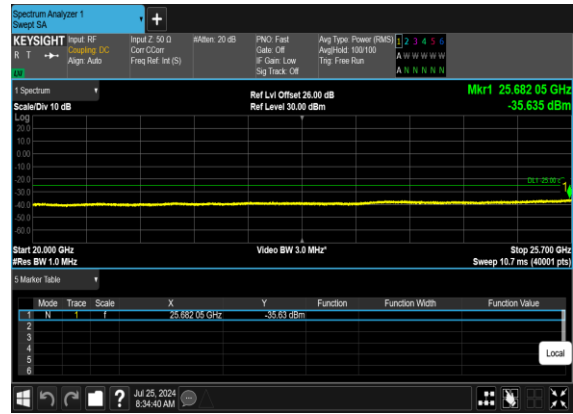 Spectrum Analyzer 1
Swept SA
+
KEYSIGHT Input: RF Input Z: 50 Ω #Atten: 20 dB PNO: Fast Avg Type: Power (RMS) 1 2 3 4 5 6
R T Coupling: DC Corr CCorr Gate: Off Avg|Hold: 100/100 A W W W W W
Align: Auto Freq Ref: Int (S) IF Gain: Low Trig: Free Run
Sig Track: Off A N N N N N
1 Spectrum
Ref Lvl Offset 26.00 dB Mkr1 25.682 05 GHz
Scale/Div 10 dB Ref Level 30.00 dBm -35.635 dBm
Log
20.0
10.0
0.00
-10.0
-20.0
DL1 -25.00
1
-30.0
-40.0
-50.0
-60.0
Start 20.000 GHz Video BW 3.0 MHz* Stop 25.700 GHz
#Res BW 1.0 MHz Sweep 10.7 ms (40001 pts)
5 Marker Table
Mode Trace Scale X Y Function Function Width Function Value
1 N 1 f 25.682 05 GHz -35.63 dBm
2
3
4
5
6
Local
? Jul 25, 2024
8:34:40 AM